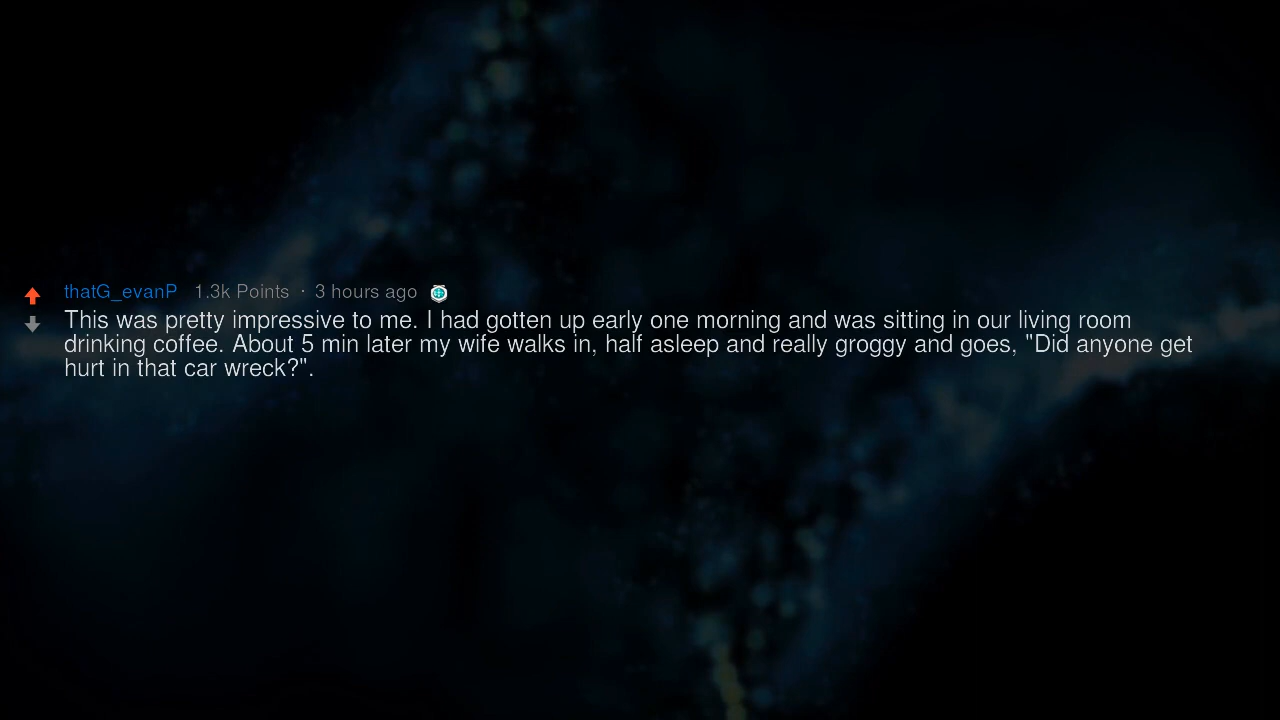 thatG_evanP 1.3k Points · 3 hours ago
This was pretty impressive to me. I had gotten up early one morning and was sitting in our living room
drinking coffee. About 5 min later my wife walks in, half asleep and really groggy and goes, "Did anyone get
hurt in that car wreck?".